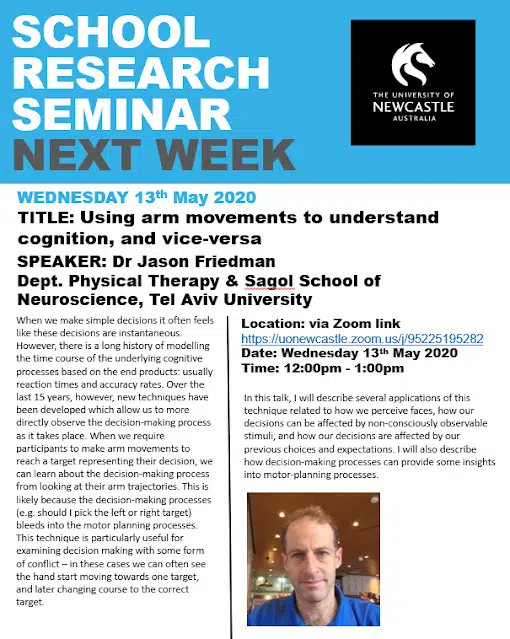 SCHOOL
RESEARCH
SEMINAR
NEXT WEEK
THE UNIVERSITY OF
NEWCASTLE
AUSTRALIA
WEDNESDAY 13th May 2020
TITLE: Using arm movements to understand
cognition, and vice-versa
SPEAKER: Dr Jason Friedman
Dept. Physical Therapy & Sagol School of
Neuroscience, Tel Aviv University
When we make simple decisions it often feels
like these decisions are instantaneous.
However, there is a long history of modelling
the time course of the underlying cognitive
processes based on the end products: usually
reaction times and accuracy rates. Over the
last 15 years, however, new techniques have
been developed which allow us to more
directly observe the decision-making process
as it takes place. When we require
participants to make arm movements to
reach a target representing their decision, we
can learn about the decision-making process
from looking at their arm trajectories. This is
likely because the decision-making processes
(e.g. should I pick the left or right target)
bleeds into the motor planning processes.
This technique is particularly useful for
examining decision making with some form
of conflict – in these cases we can often see
the hand start moving towards one target,
and later changing course to the correct
target.
Location: via Zoom link
https://uonewcastle.zoom.us/j/95225195282
Date: Wednesday 13th May 2020
Time: 12:00pm - 1:00pm
In this talk, I will describe several applications of this
technique related to how we perceive faces, how our
decisions can be affected by non-consciously observable
stimuli, and how our decisions are affected by our
previous choices and expectations. I will also describe
how decision-making processes can provide some insights
into motor-planning processes.